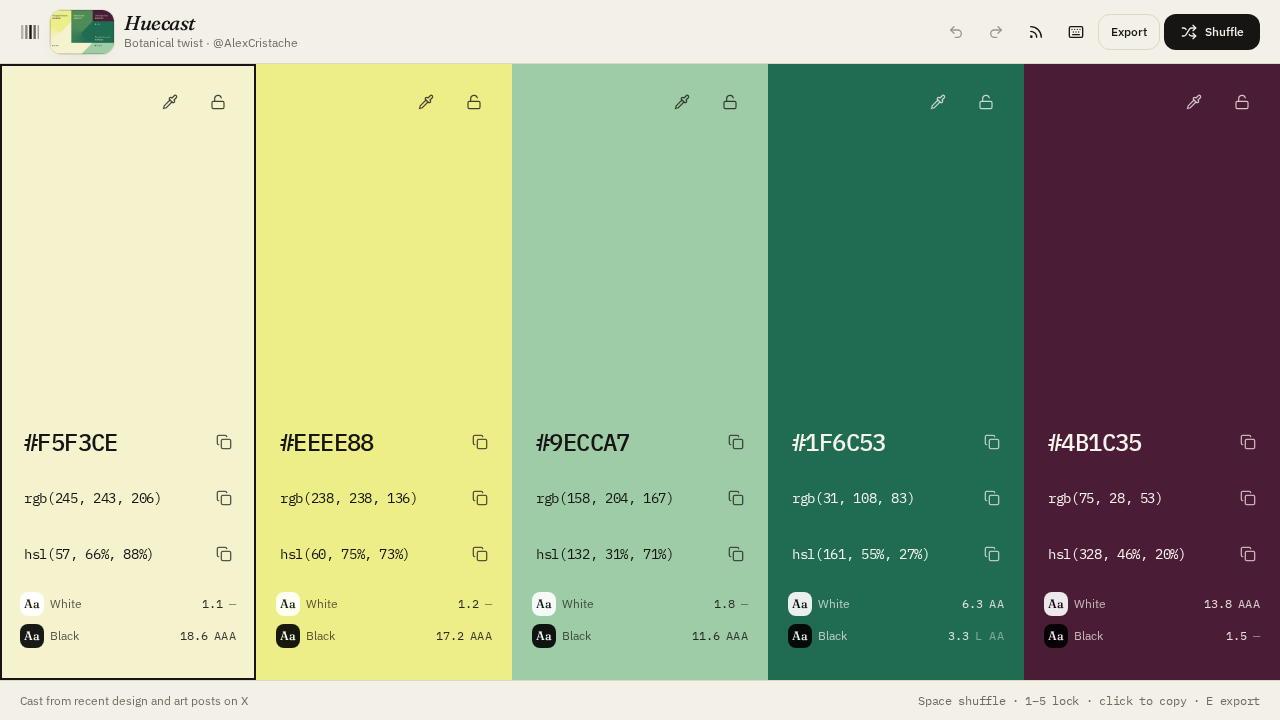 Huecast
Botanical twist · @AlexCristache
Export
Shuffle
#F5F3CE
rgb(245, 243, 206)
hsl(57, 66%, 88%)
Aa White 1.1 —
Aa Black 18.6 AAA
#EEEE88
rgb(238, 238, 136)
hsl(60, 75%, 73%)
Aa White 1.2 —
Aa Black 17.2 AAA
#9ECCA7
rgb(158, 204, 167)
hsl(132, 31%, 71%)
Aa White 1.8 —
Aa Black 11.6 AAA
#1F6C53
rgb(31, 108, 83)
hsl(161, 55%, 27%)
Aa White 6.3 AA
Aa Black 3.3 L AA
#4B1C35
rgb(75, 28, 53)
hsl(328, 46%, 20%)
Aa White 13.8 AAA
Aa Black 1.5 —
Cast from recent design and art posts on X
Space shuffle · 1–5 lock · click to copy · E export